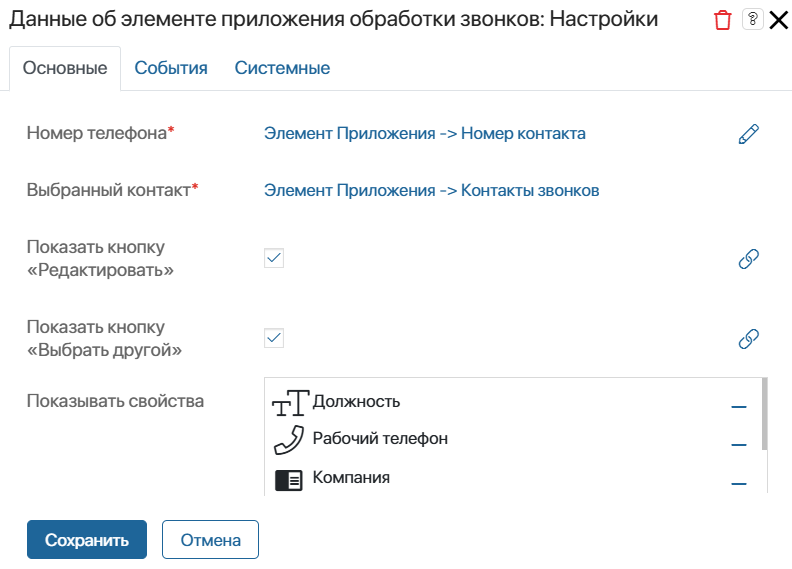 Данные об элементе приложения обработки звонков: Настройки
?
Основные
События
Системные
Номер телефона*
Элемент Приложения -> Номер контакта
Выбранный контакт*
Элемент Приложения -> Контакты звонков
Показать кнопку
«Редактировать»
Показать кнопку
«Выбрать другой»
Показывать свойства
Должность
Рабочий телефон
Компания
Сохранить
Отмена